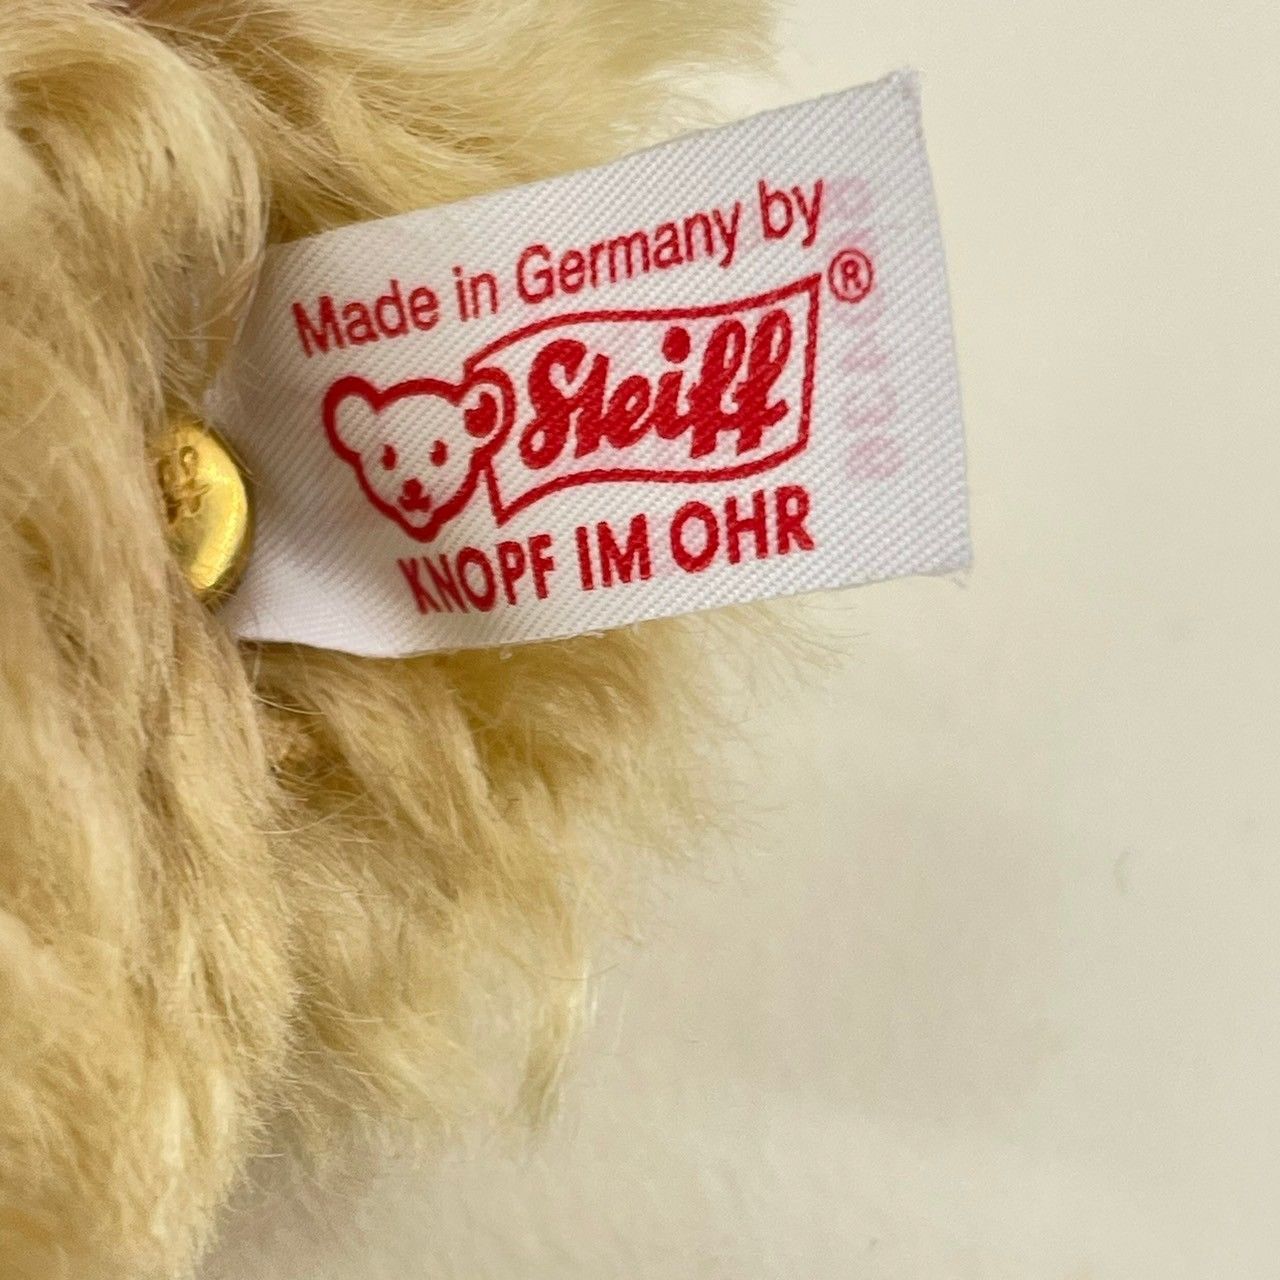 Made in Germany by
Steiff®
KNOPF IM OHR